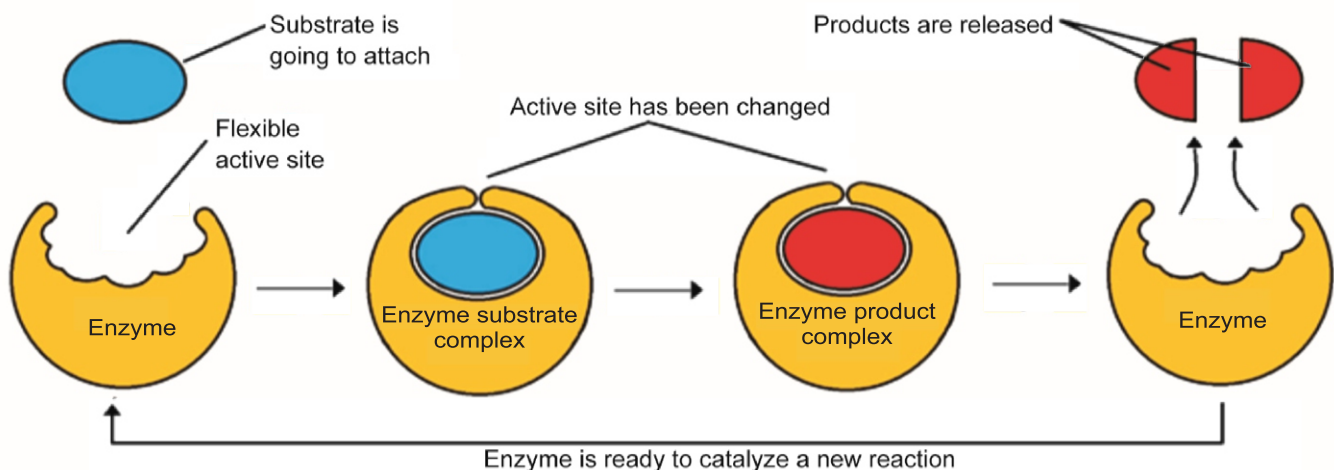 Substrate is
going to attach
Products are released
Active site has been changed
Flexible
active site
Enzyme
Enzyme substrate
complex
Enzyme product
complex
Enzyme
Enzyme is ready to catalyze a new reaction